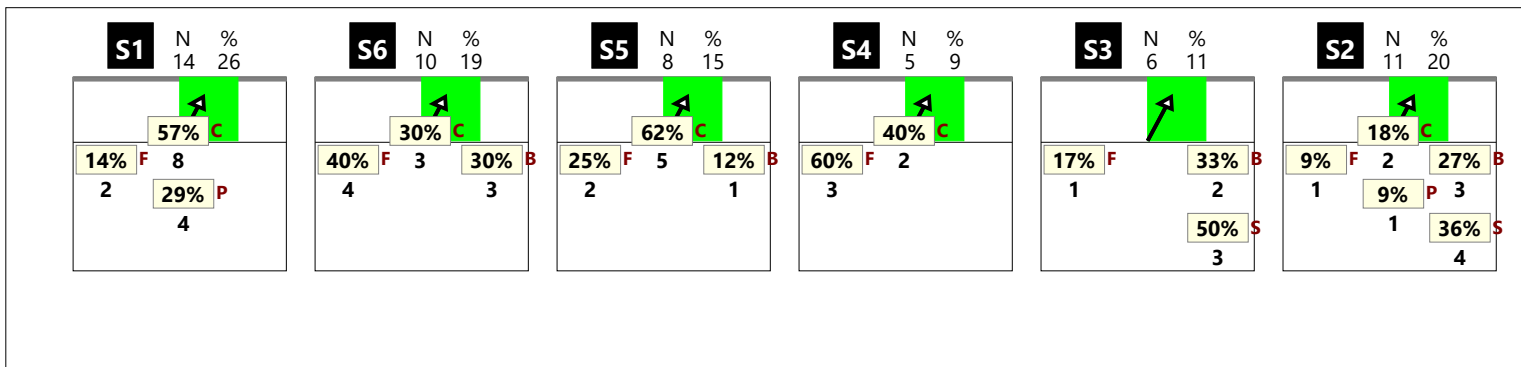 S1 N % 14 26
57% C
14% F 8
2 29% P
4
S6 N % 10 19
30% C
40% F 3 30% B
4 3
S5 N % 8 15
62% C
25% F 5 12% B
2 1
S4 N % 5 9
40% C
60% F 2
3
S3 N % 6 11
17% F 33% B
1 2
50% S
3
S2 N % 11 20
18% C
9% F 2 27% B
1 9% P 3
1 36% S
4